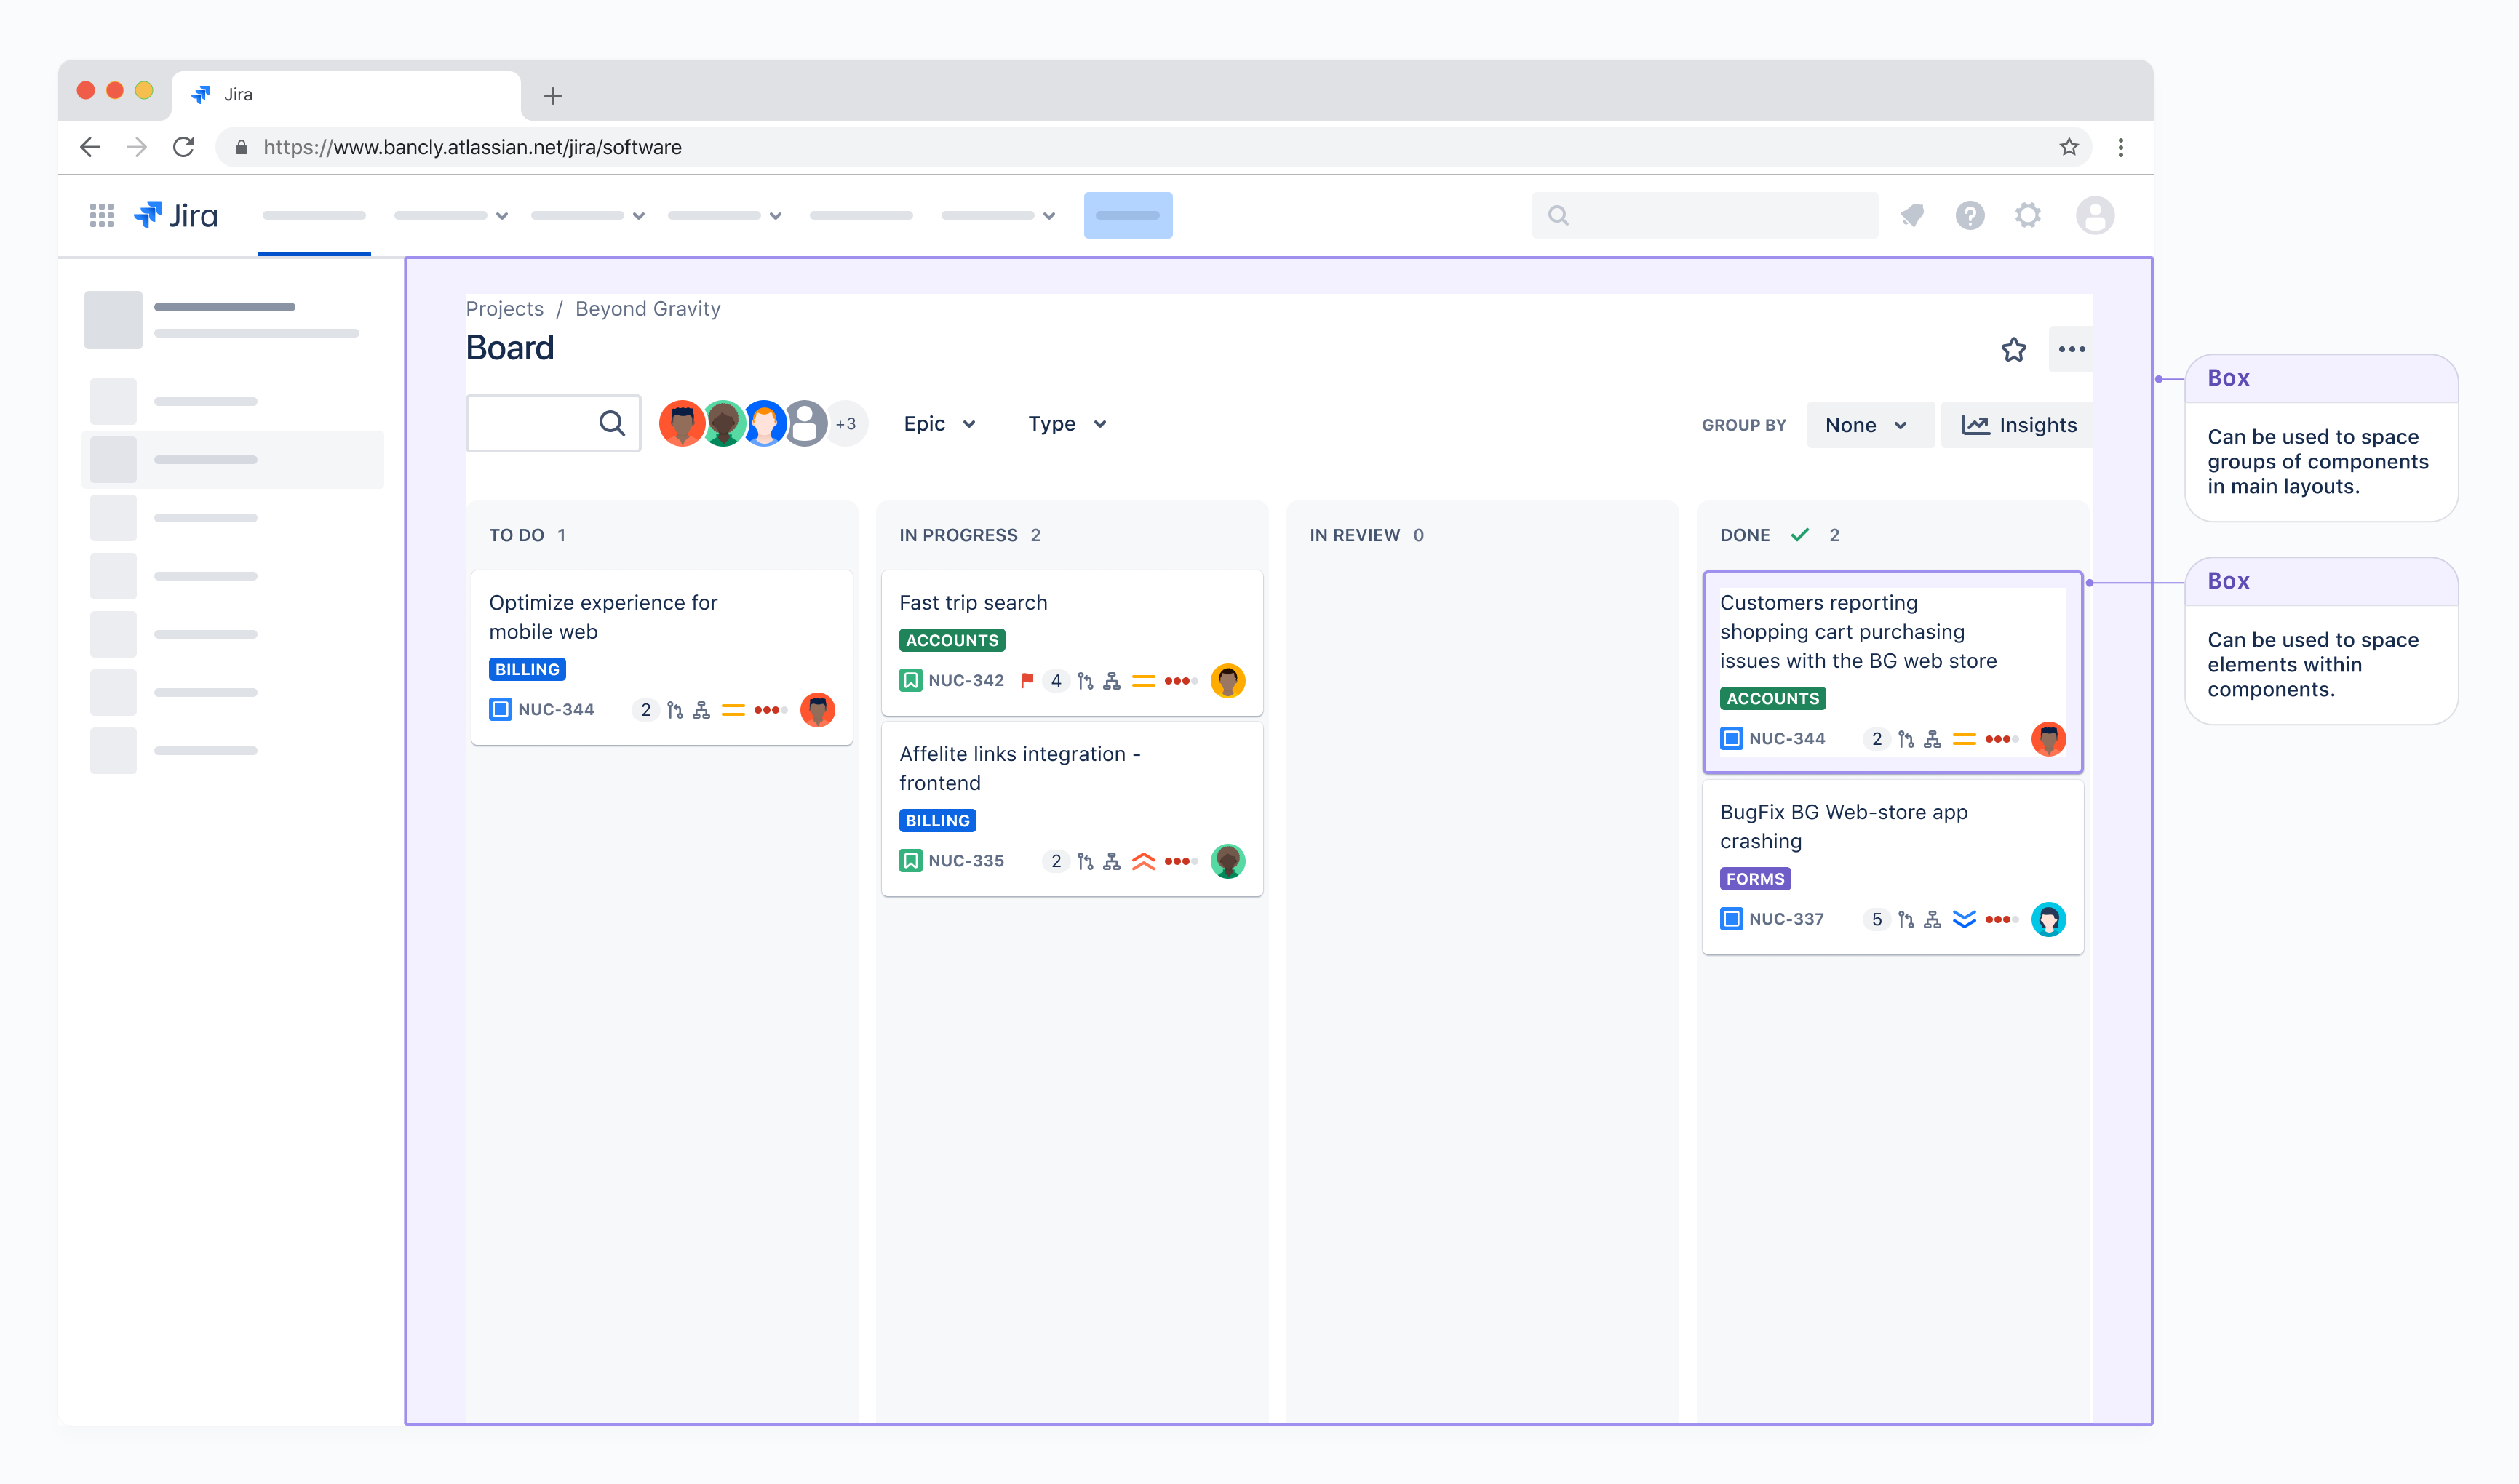 Jira
https://www.bancly.atlassian.net/jira/software
Jira
Projects / Beyond Gravity
Board
+3
Epic
Type
GROUP BY
None
Insights
TO DO 1
Optimize experience for
mobile web
BILLING
NUC-344
2
IN PROGRESS 2
Fast trip search
ACCOUNTS
NUC-342
4
Affelite links integration -
frontend
BILLING
NUC-335
2
IN REVIEW 0
DONE 2
Customers reporting
shopping cart purchasing
issues with the BG web store
ACCOUNTS
NUC-344
2
BugFix BG Web-store app
crashing
FORMS
NUC-337
5
Box
Can be used to space
groups of components
in main layouts.
Box
Can be used to space
elements within
components.